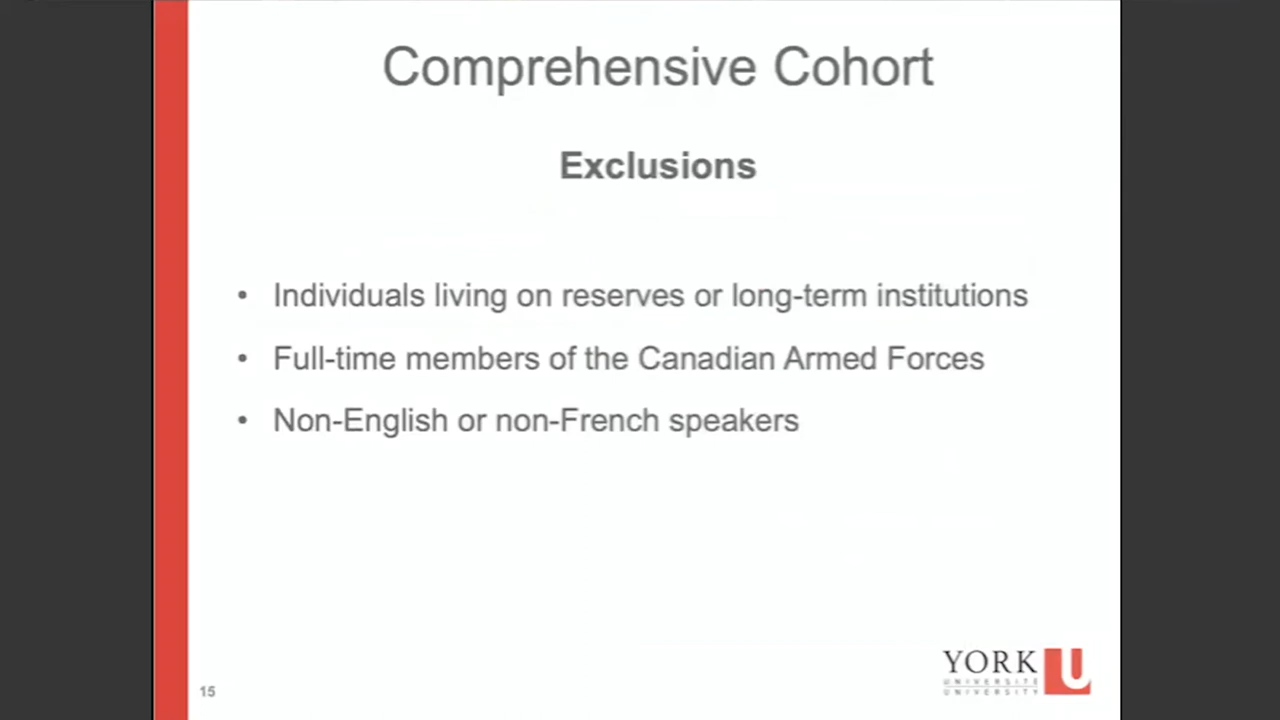 Comprehensive Cohort
Exclusions
• Individuals living on reserves or long-term institutions
• Full-time members of the Canadian Armed Forces
• Non-English or non-French speakers
15
YORK U
UNIVERSITÉ
UNIVERSITY